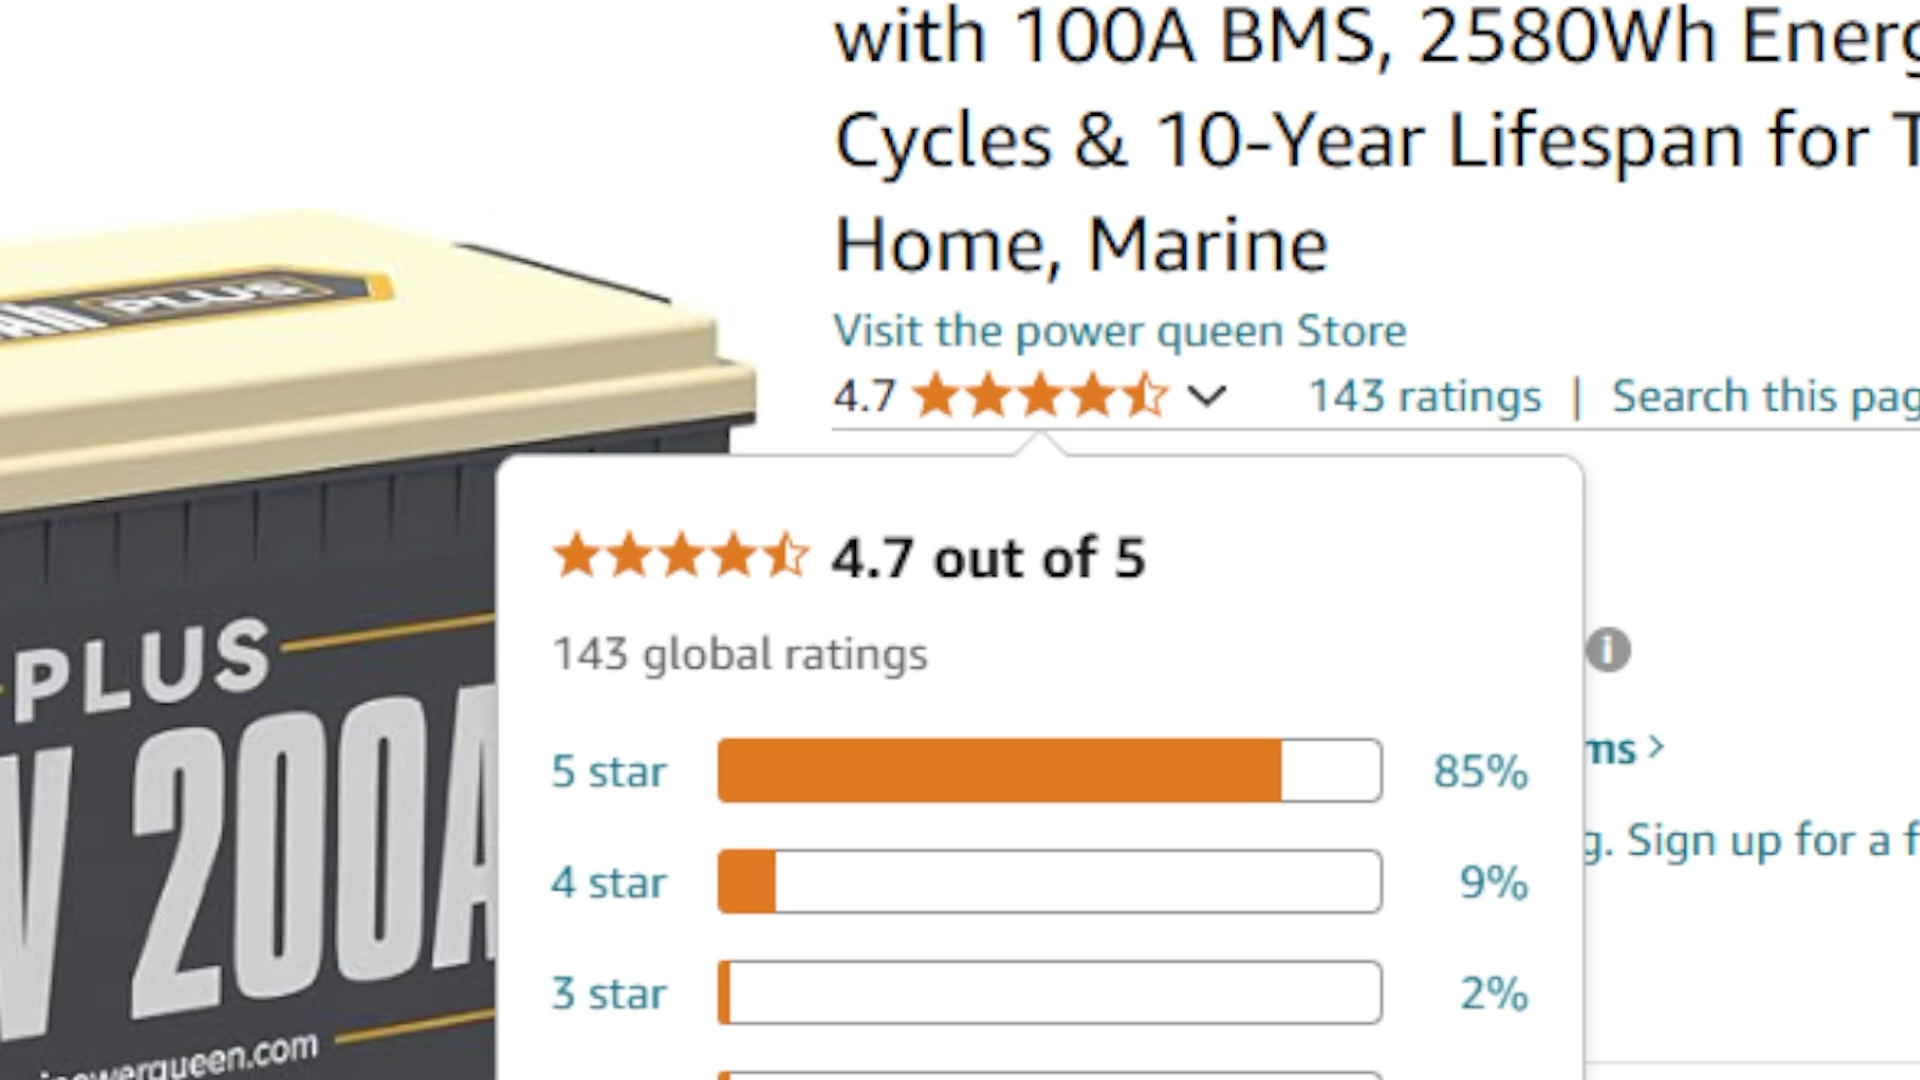 with 100A BMS, 2580Wh Energ
Cycles & 10-Year Lifespan for T
Home, Marine
Visit the power queen Store
4.7
143 ratings | Search this pag
4.7 out of 5
143 global ratings
5 star 85%
4 star 9%
3 star 2%
ms >
g. Sign up for a f
Ah PLUS
PLUS
V 200A
ipowerqueen.com